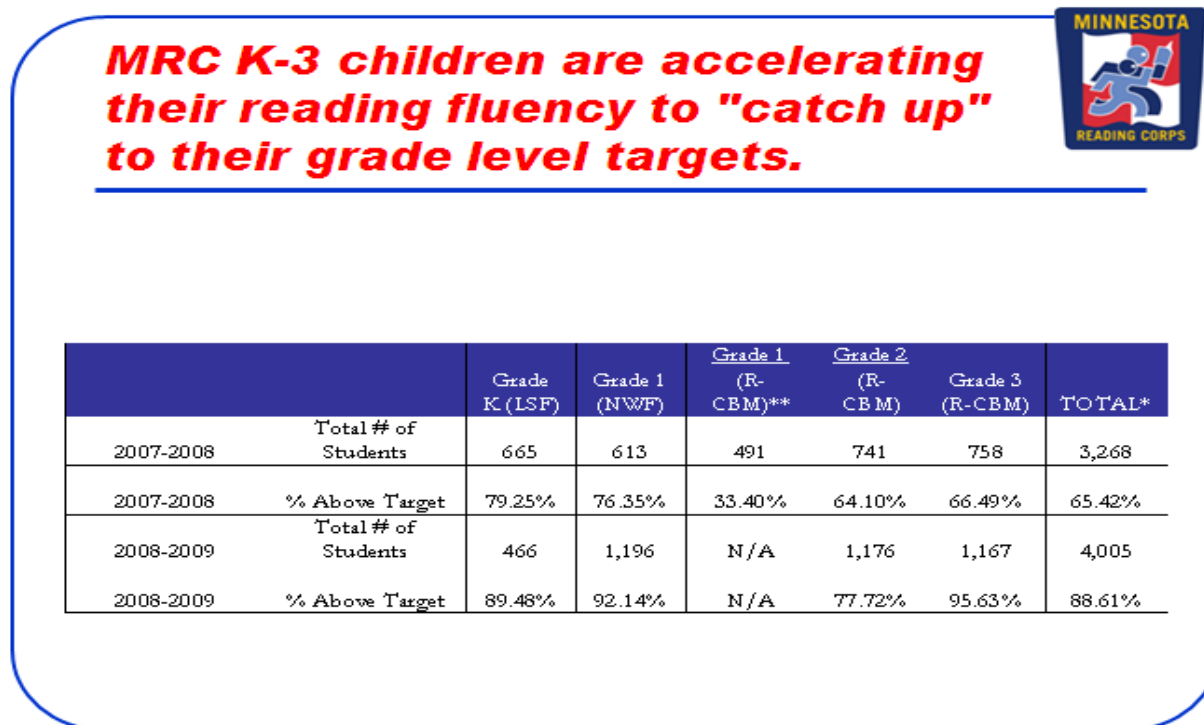 MINNESOTA
READING CORPS
MRC K-3 children are accelerating
their reading fluency to "catch up"
to their grade level targets.
Grade K (LSF) Grade 1 (NWF) Grade 1 (R-CBM)** Grade 2 (R-CBM) Grade 3 (R-CBM) TOTAL*
2007-2008 Total # of Students 665 613 491 741 758 3,268
2007-2008 % Above Target 79.25% 76.35% 33.40% 64.10% 66.49% 65.42%
2008-2009 Total # of Students 466 1,196 N/A 1,176 1,167 4,005
2008-2009 % Above Target 89.48% 92.14% N/A 77.72% 95.63% 88.61%